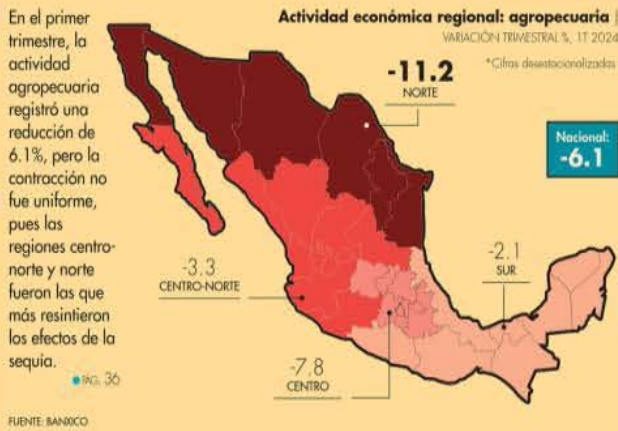 En el primer
trimestre, la
actividad
agropecuaria
registró una
reducción de
6.1%, pero la
contracción no
fue uniforme,
pues las
regiones centro-
norte y norte
fueron las que
más resintieron
los efectos de la
sequía.
PÁG. 36
FUENTE: BANXICO
Actividad económica regional: agropecuaria |
VARIACIÓN TRIMESTRAL %, 1T 2024
*Cifras desestacionalizadas
-11.2
NORTE
Nacional:
-6.1
-3.3
CENTRO-NORTE
-2.1
SUR
-7.8
CENTRO